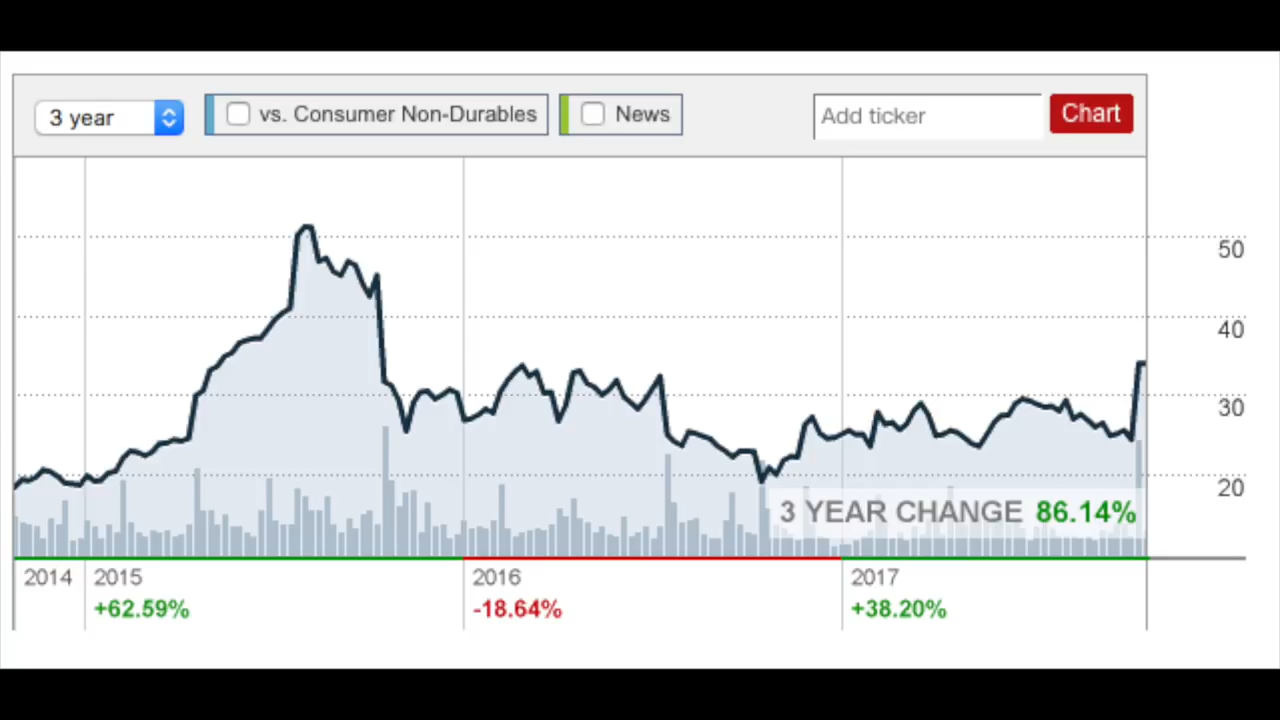 3 year
vs. Consumer Non-Durables
News
Add ticker
Chart
50
40
30
20
3 YEAR CHANGE 86.14%
2014 2015 2016 2017
+62.59% -18.64% +38.20%